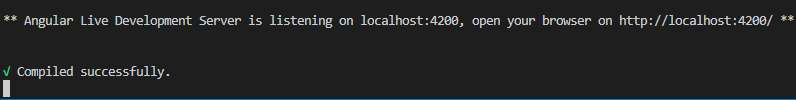 ** Angular Live Development Server is listening on localhost:4200, open your browser on http://localhost:4200/ **
√ Compiled successfully.